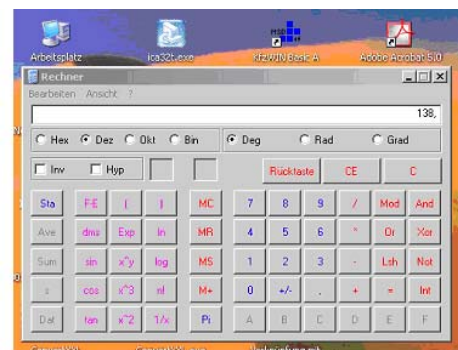 Arbeitsplatz ica32t.exe KfzWIN Basic A Adobe Acrobat 5.0
Rechner
Bearbeiten Ansicht ?
138,
Hex Dez Okt Bin Deg Rad Grad
Inv Hyp Rücktaste CE C
Sta F-E ( ) MC 7 8 9 / Mod And
Ave dms Exp ln MR 4 5 6 * Or Xor
Sum sin x^y log MS 1 2 3 - Lsh Not
s cos x^3 n! M+ 0 +/- . + = Int
Dat tan x^2 1/x Pi A B C D E F